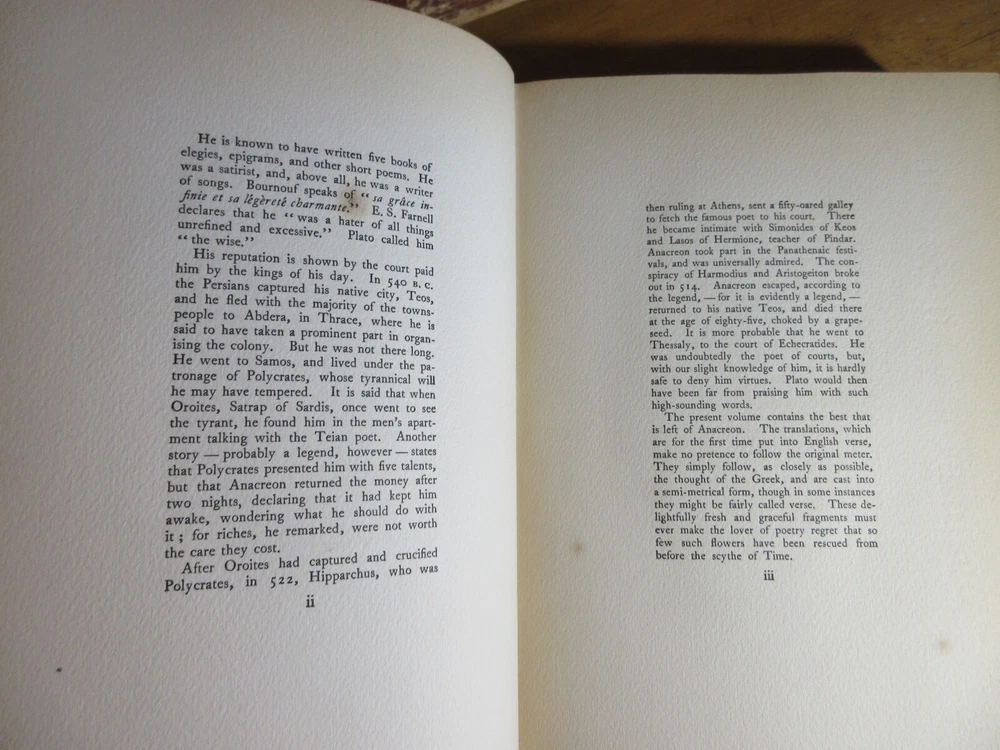 He is known to have written five books of
elegies, epigrams, and other short poems. He
was a satirist, and, above all, he was a writer
of songs. Bournouf speaks of “sa grâce in-
finie et sa légèreté charmante.” E. S. Farnell
declares that he “was a hater of all things
unrefined and excessive.” Plato called him
“the wise.”
His reputation is shown by the court paid
him by the kings of his day. In 540 B. C.
the Persians captured his native city, Teos,
and he fled with the majority of the towns-
people to Abdera, in Thrace, where he is
said to have taken a prominent part in organ-
ising the colony. But he was not there long.
He went to Samos, and lived under the pa-
tronage of Polycrates, whose tyrannical will
he may have tempered. It is said that when
Oroites, Satrap of Sardis, once went to see
the tyrant, he found him in the men's apart-
ment talking with the Teian poet. Another
story — probably a legend, however — states
that Polycrates presented him with five talents,
but that Anacreon returned the money after
two nights, declaring that it had kept him
awake, wondering what he should do with
it; for riches, he remarked, were not worth
the care they cost.
After Oroites had captured and crucified
Polycrates, in 522, Hipparchus, who was
ii
then ruling at Athens, sent a fifty-oared galley
to fetch the famous poet to his court. There
he became intimate with Simonides of Keos
and Lasos of Hermione, teacher of Pindar.
Anacreon took part in the Panathenaic festi-
vals, and was universally admired. The con-
spiracy of Harmodius and Aristogeiton broke
out in 514. Anacreon escaped, according to
the legend, — for it is evidently a legend, —
returned to his native Teos, and died there
at the age of eighty-five, choked by a grape-
seed. It is more probable that he went to
Thessaly, to the court of Echecratides. He
was undoubtedly the poet of courts, but,
with our slight knowledge of him, it is hardly
safe to deny him virtues. Plato would then
have been far from praising him with such
high-sounding words.
The present volume contains the best that
is left of Anacreon. The translations, which
are for the first time put into English verse,
make no pretence to follow the original meter.
They simply follow, as closely as possible,
the thought of the Greek, and are cast into
a semi-metrical form, though in some instances
they might be fairly called verse. These de-
lightfully fresh and graceful fragments must
ever make the lover of poetry regret that so
few such flowers have been rescued from
before the scythe of Time.
iii